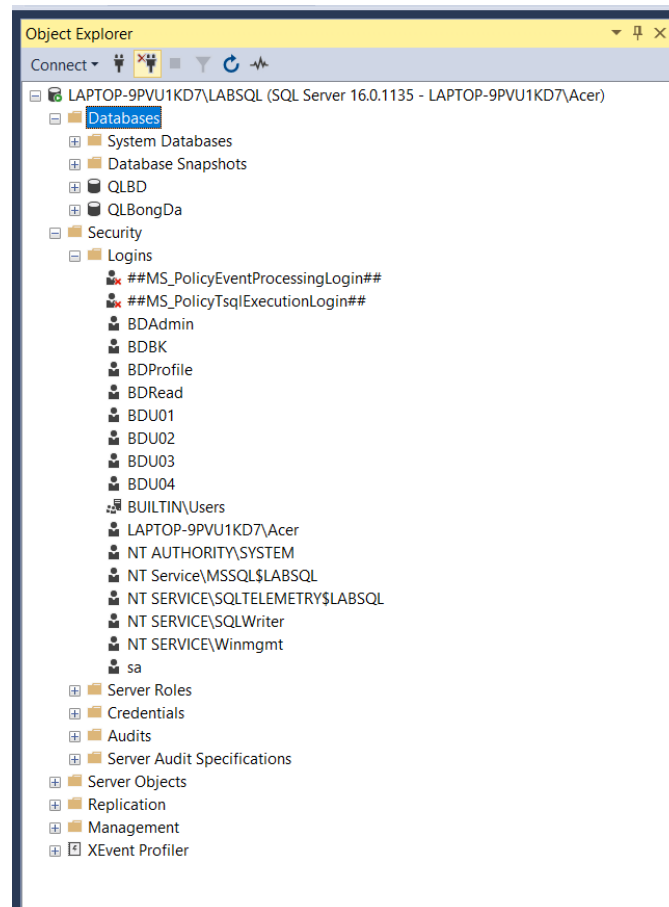 Object Explorer
Connect
LAPTOP-9PVU1KD7\LABSQL (SQL Server 16.0.1135 - LAPTOP-9PVU1KD7\Acer)
Databases
System Databases
Database Snapshots
QLBD
QLBongDa
Security
Logins
##MS_PolicyEventProcessingLogin##
##MS_PolicyTsqlExecutionLogin##
BDAdmin
BDBK
BDProfile
BDRead
BDU01
BDU02
BDU03
BDU04
BUILTIN\Users
LAPTOP-9PVU1KD7\Acer
NT AUTHORITY\SYSTEM
NT Service\MSSQL$LABSQL
NT SERVICE\SQLTELEMETRY$LABSQL
NT SERVICE\SQLWriter
NT SERVICE\Winmgmt
sa
Server Roles
Credentials
Audits
Server Audit Specifications
Server Objects
Replication
Management
XEvent Profiler